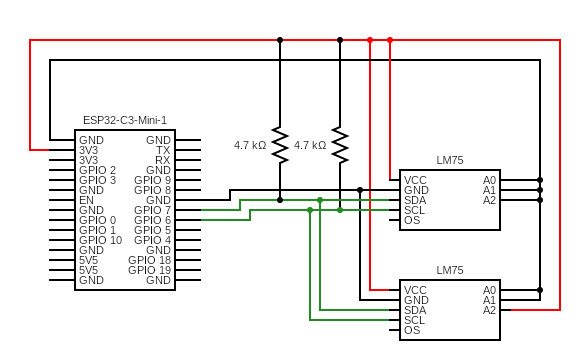 ESP32-C3-Mini-1
GND GND
3V3 TX
3V3 RX
GPIO 2 GND
GPIO 3 GPIO 9
GND GPIO 8
EN GND
GND GPIO 7
GPIO 0 GPIO 6
GPIO 1 GPIO 5
GPIO 10 GPIO 4
GND GND
5V5 GPIO 18
5V5 GPIO 19
GND GND
4.7 kΩ 4.7 kΩ
LM75
VCC A0
GND A1
SDA A2
SCL
OS
LM75
VCC A0
GND A1
SDA A2
SCL
OS